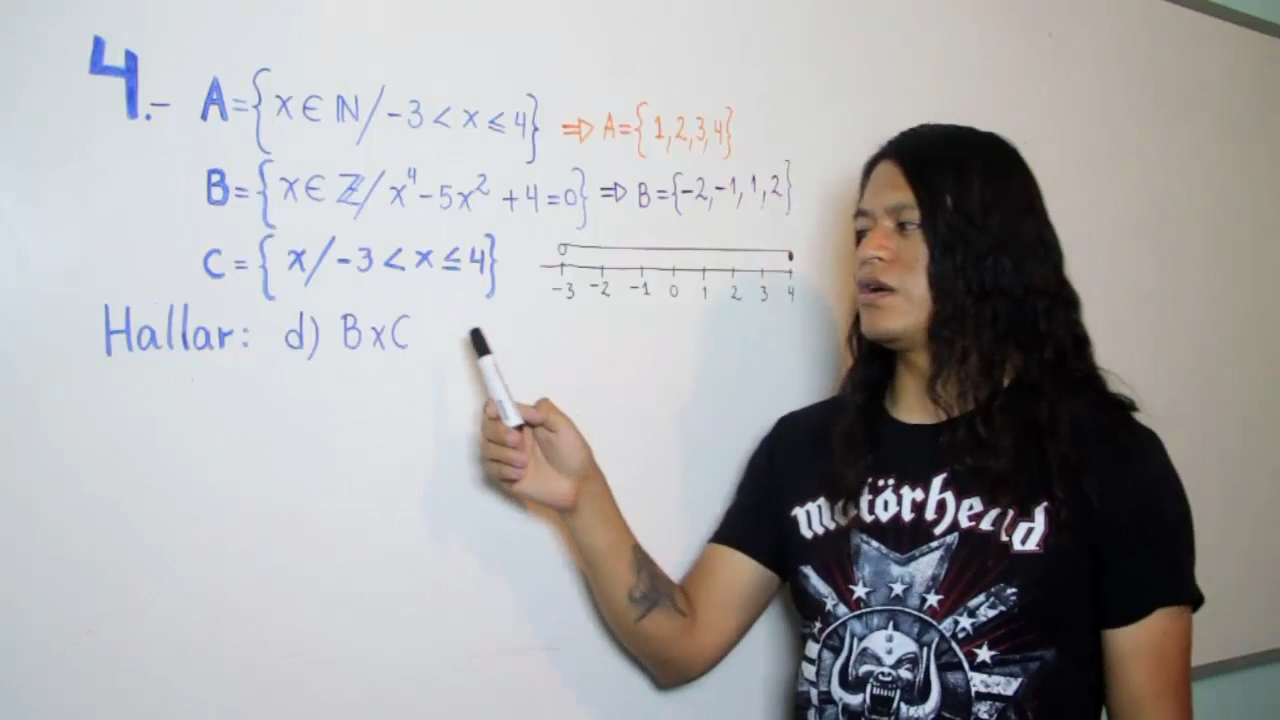 4.- A={x∈ℕ/-3<x≤4} ⇒ A={1,2,3,4}
B={x∈ℤ/x⁴-5x²+4=0} ⇒ B={-2,-1,1,2}
C={x/-3<x≤4}
-3 -2 -1 0 1 2 3 4
Hallar: d) BxC
motörhead